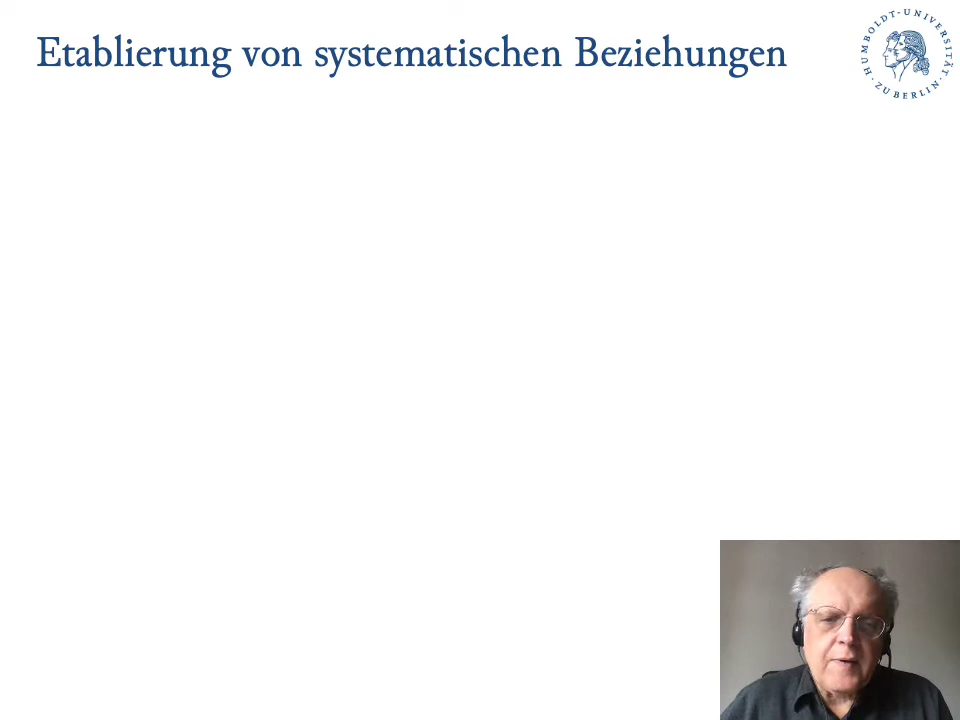 Etablierung von systematischen Beziehungen
HUMBOLDT-UNIVERSITÄT
ZU BERLIN